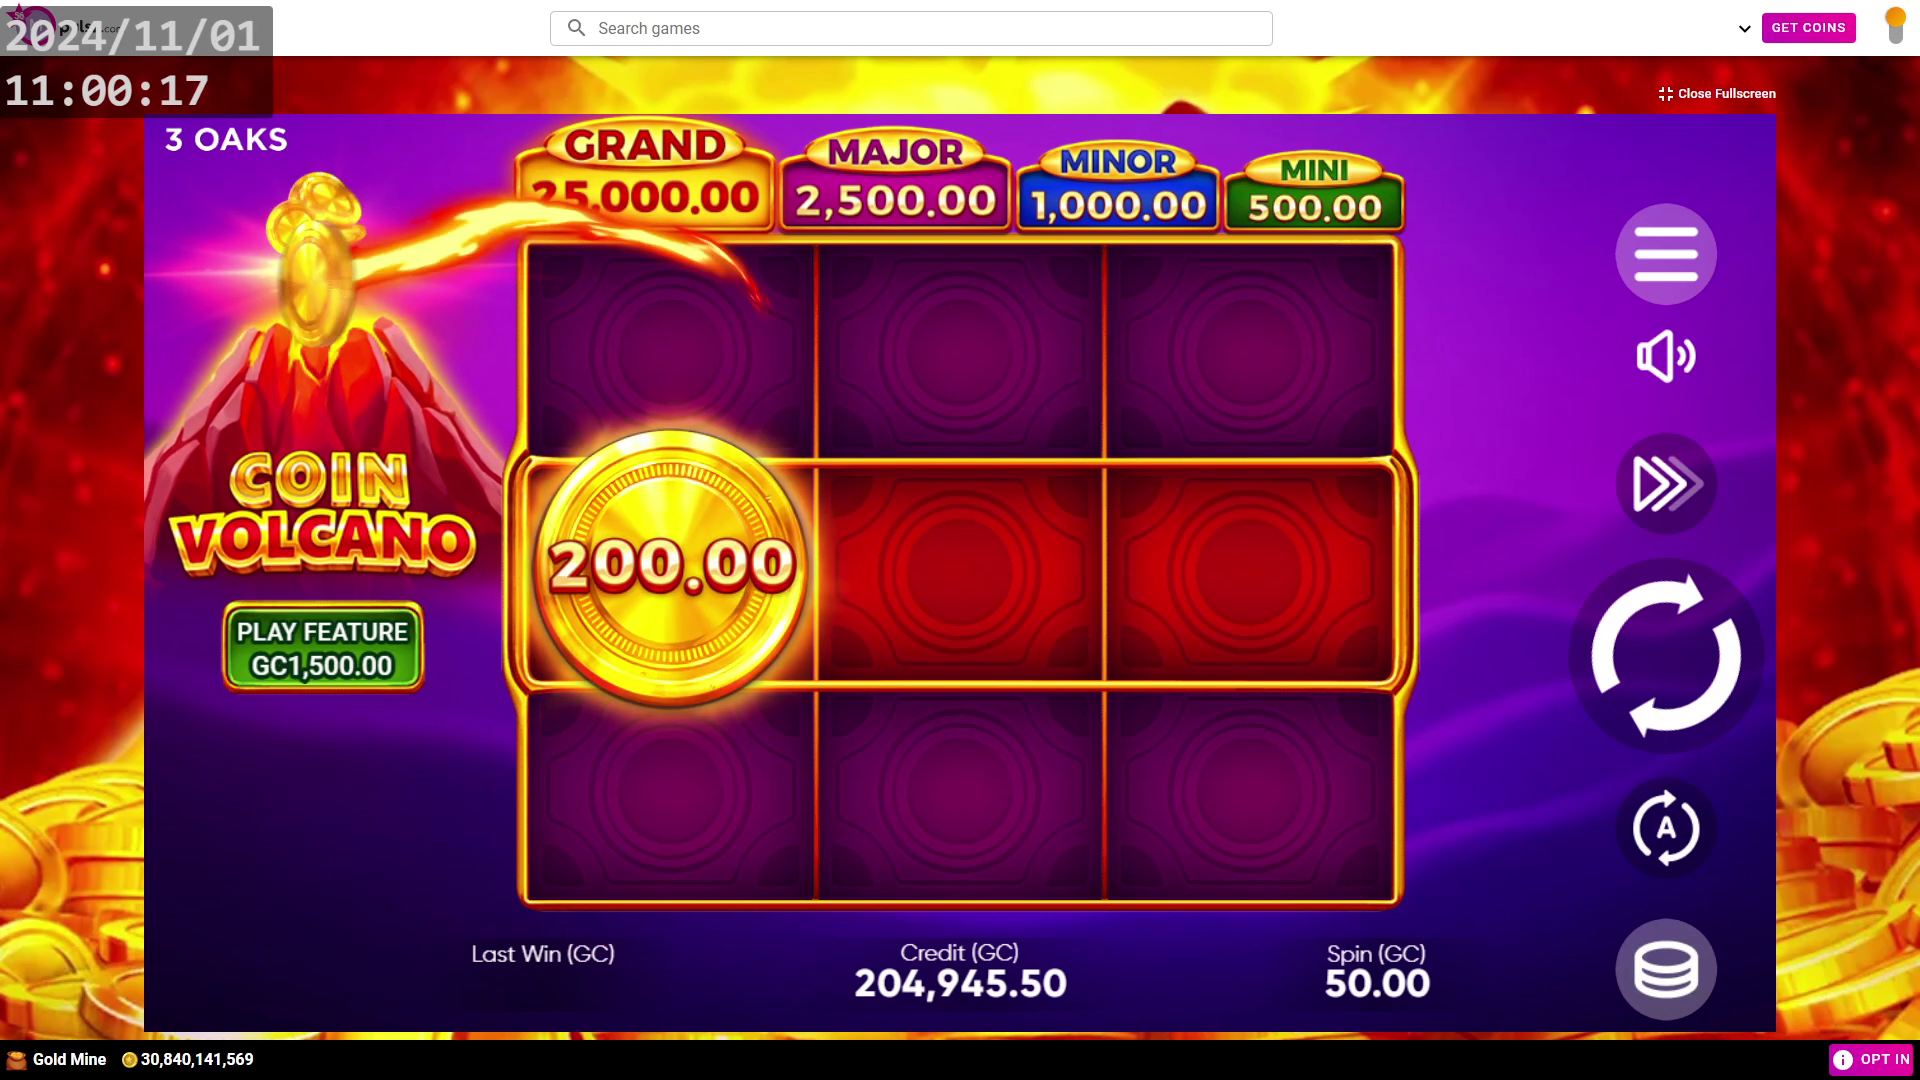 2024/11/01
11:00:17
Search games
GET COINS
Close Fullscreen
3 OAKS
GRAND
25,000.00
MAJOR
2,500.00
MINOR
1,000.00
MINI
500.00
COIN
VOLCANO
PLAY FEATURE
GC1,500.00
200.00
A
Last Win (GC)
Credit (GC)
204,945.50
Spin (GC)
50.00
Gold Mine
30,840,141,569
OPT IN